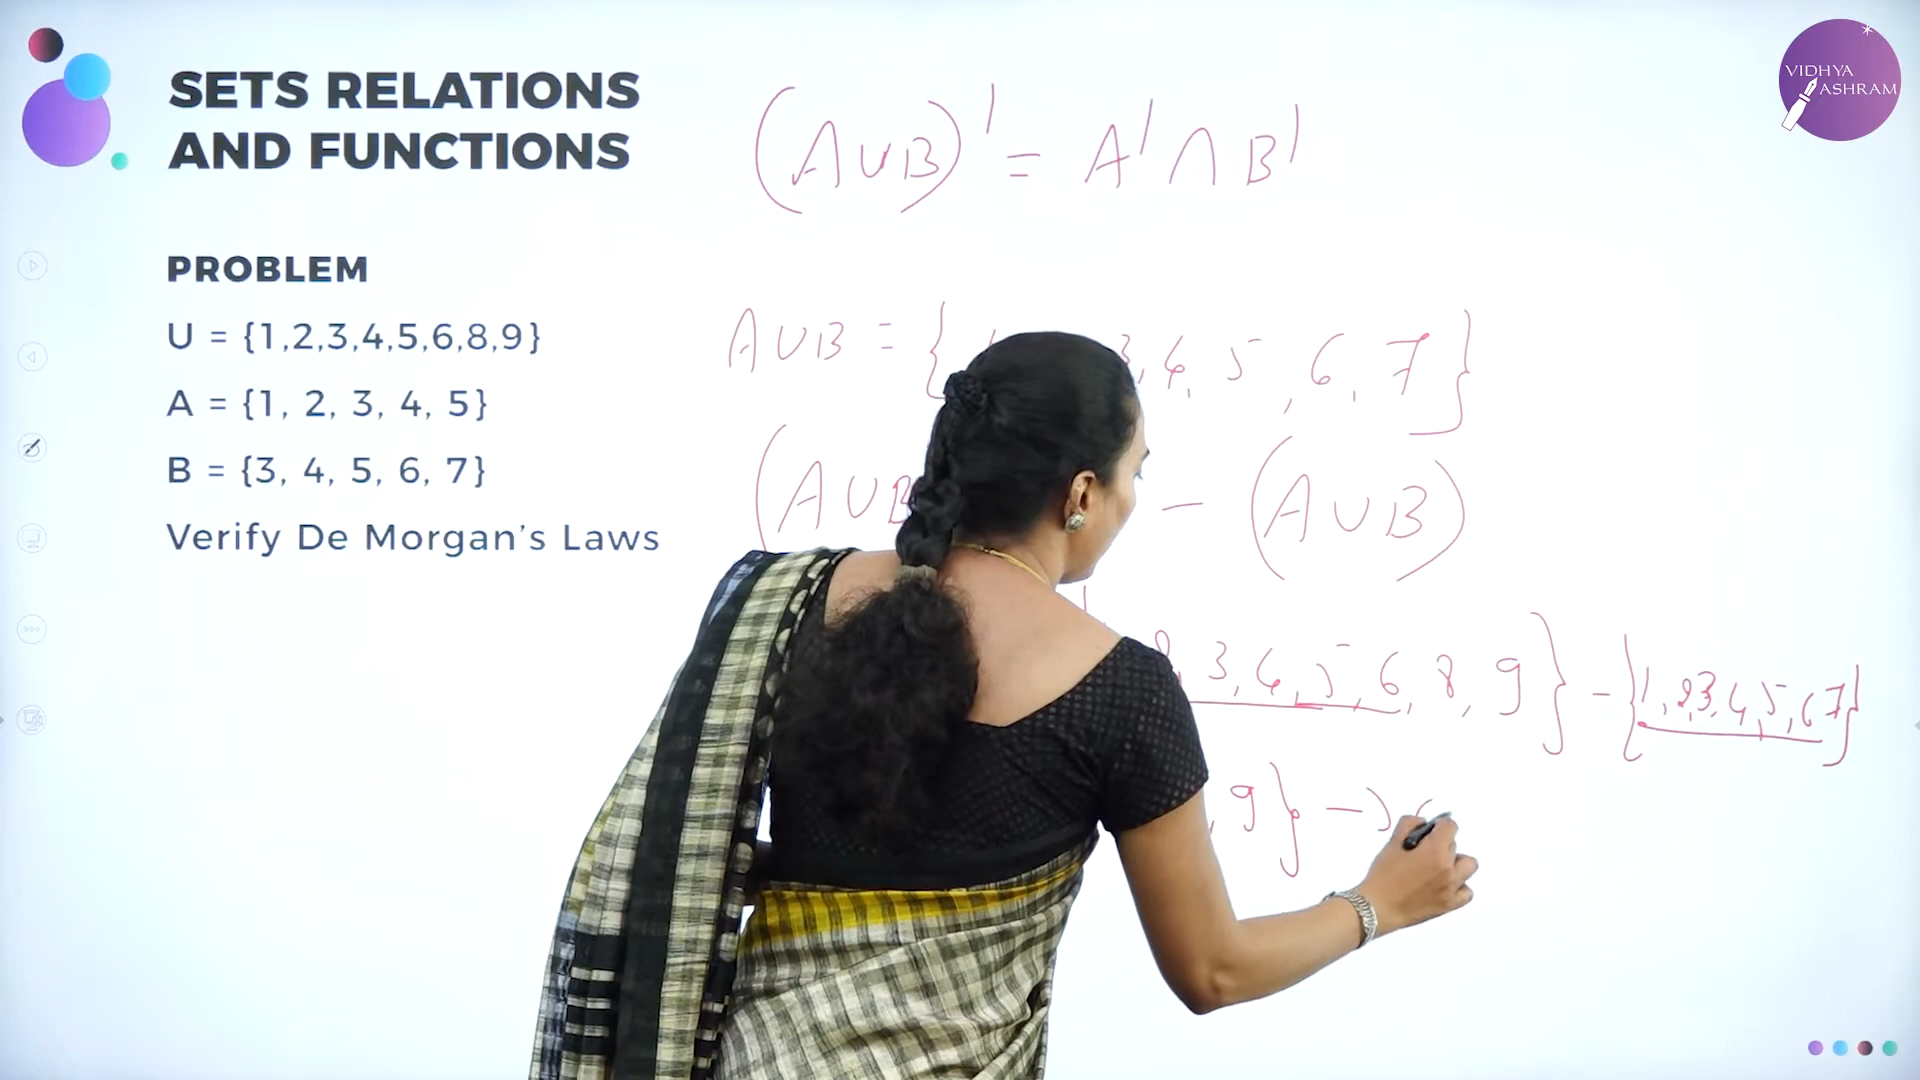 VIDHYA
ASHRAM
SETS RELATIONS
AND FUNCTIONS
(A∪B)' = A'∩B'
PROBLEM
U = {1,2,3,4,5,6,8,9}
A = {1, 2, 3, 4, 5}
B = {3, 4, 5, 6, 7}
Verify De Morgan's Laws
A∪B = { 3, 4, 5, 6, 7}
(A∪B - (A∪B)
, 3, 4, 5, 6, 8, 9} - {1, 2, 3, 4, 5, 6 7}
, 9} →